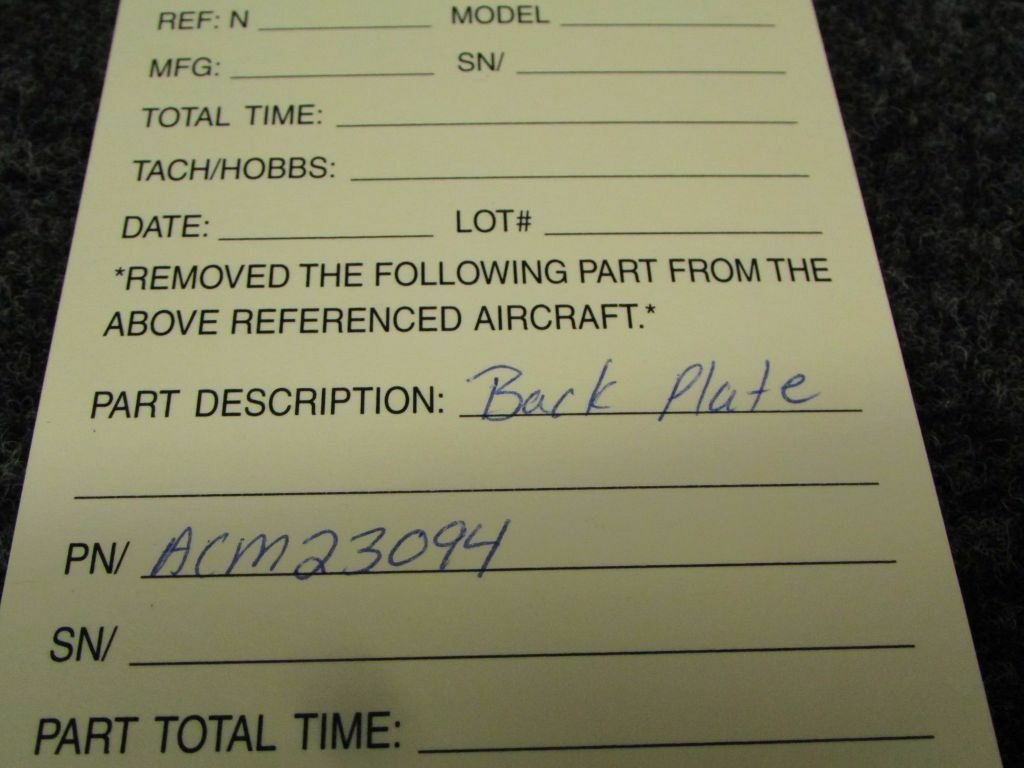 REF: N MODEL
MFG: SN/
TOTAL TIME:
TACH/HOBBS:
DATE: LOT#
*REMOVED THE FOLLOWING PART FROM THE
ABOVE REFERENCED AIRCRAFT.*
PART DESCRIPTION: Back Plate
PN/ ACM23094
SN/
PART TOTAL TIME: